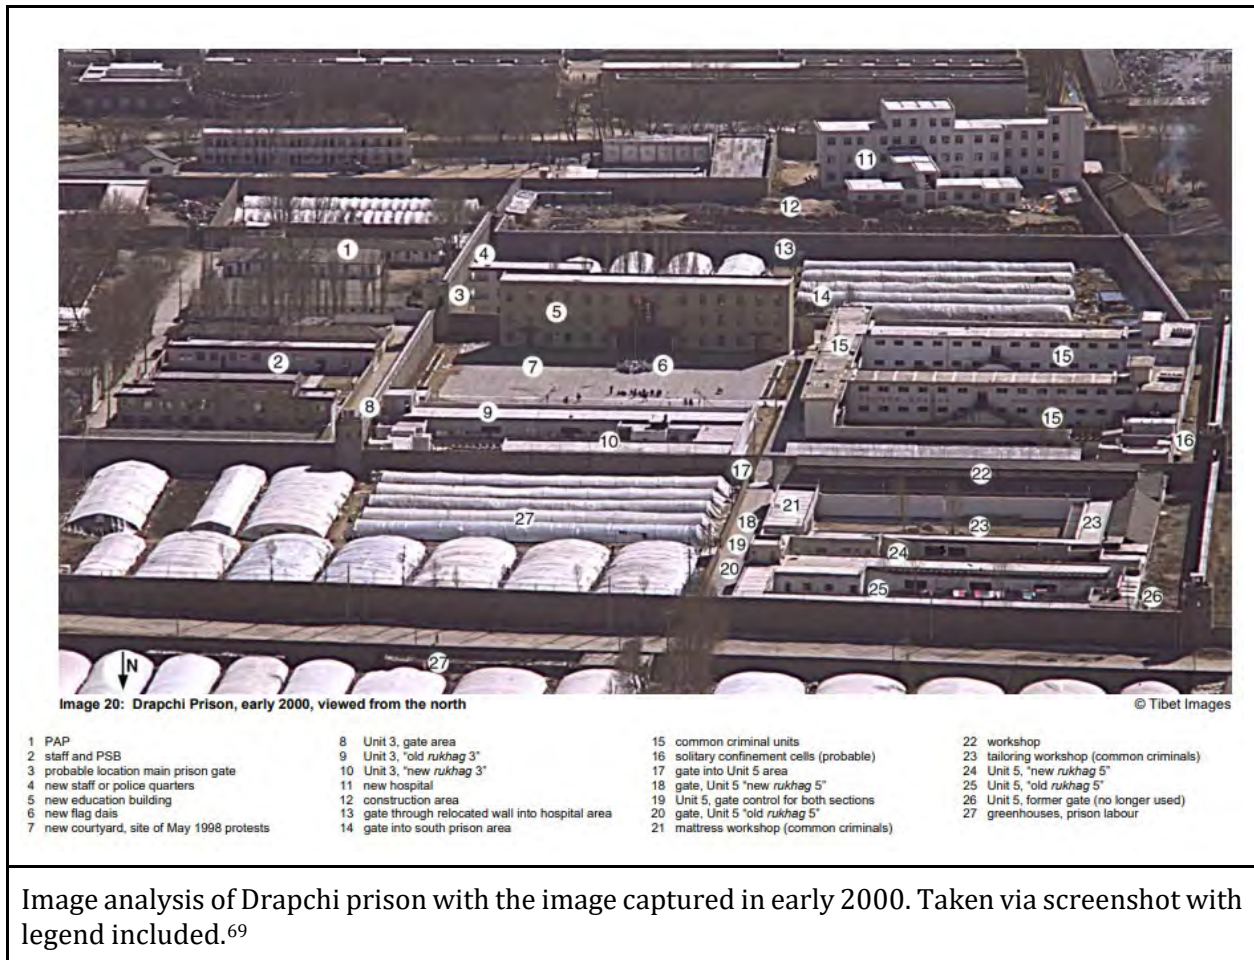 1
2
3
4
5
6
7
8
9
10
11
12
13
14
15
15
15
16
17
18
19
20
21
22
23
23
24
25
26
27
27
N
Image 20: Drapchi Prison, early 2000, viewed from the north
© Tibet Images
1 PAP
2 staff and PSB
3 probable location main prison gate
4 new staff or police quarters
5 new education building
6 new flag dais
7 new courtyard, site of May 1998 protests
8 Unit 3, gate area
9 Unit 3, “old rukhag 3”
10 Unit 3, “new rukhag 3”
11 new hospital
12 construction area
13 gate through relocated wall into hospital area
14 gate into south prison area
15 common criminal units
16 solitary confinement cells (probable)
17 gate into Unit 5 area
18 gate, Unit 5 “new rukhag 5”
19 Unit 5, gate control for both sections
20 gate, Unit 5 “old rukhag 5”
21 mattress workshop (common criminals)
22 workshop
23 tailoring workshop (common criminals)
24 Unit 5, “new rukhag 5”
25 Unit 5, “old rukhag 5”
26 Unit 5, former gate (no longer used)
27 greenhouses, prison labour
Image analysis of Drapchi prison with the image captured in early 2000. Taken via screenshot with
legend included.69